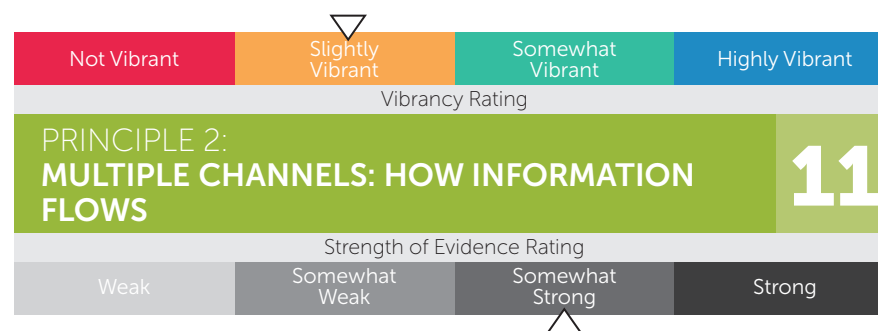 Not Vibrant
Slightly
Vibrant
Somewhat
Vibrant
Highly Vibrant
Vibrancy Rating
PRINCIPLE 2:
MULTIPLE CHANNELS: HOW INFORMATION
FLOWS
11
Strength of Evidence Rating
Weak
Somewhat
Weak
Somewhat
Strong
Strong